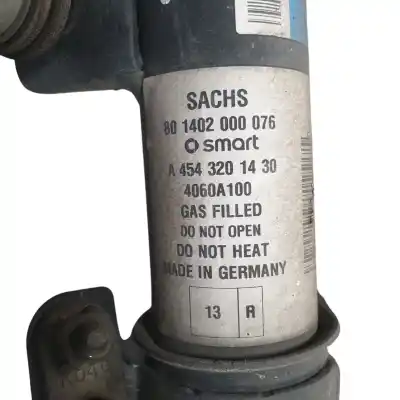 SACHS
80 1402 000 076
smart
A 454 320 14 30
4060A100
GAS FILLED
DO NOT OPEN
DO NOT HEAT
MADE IN GERMANY
13 R